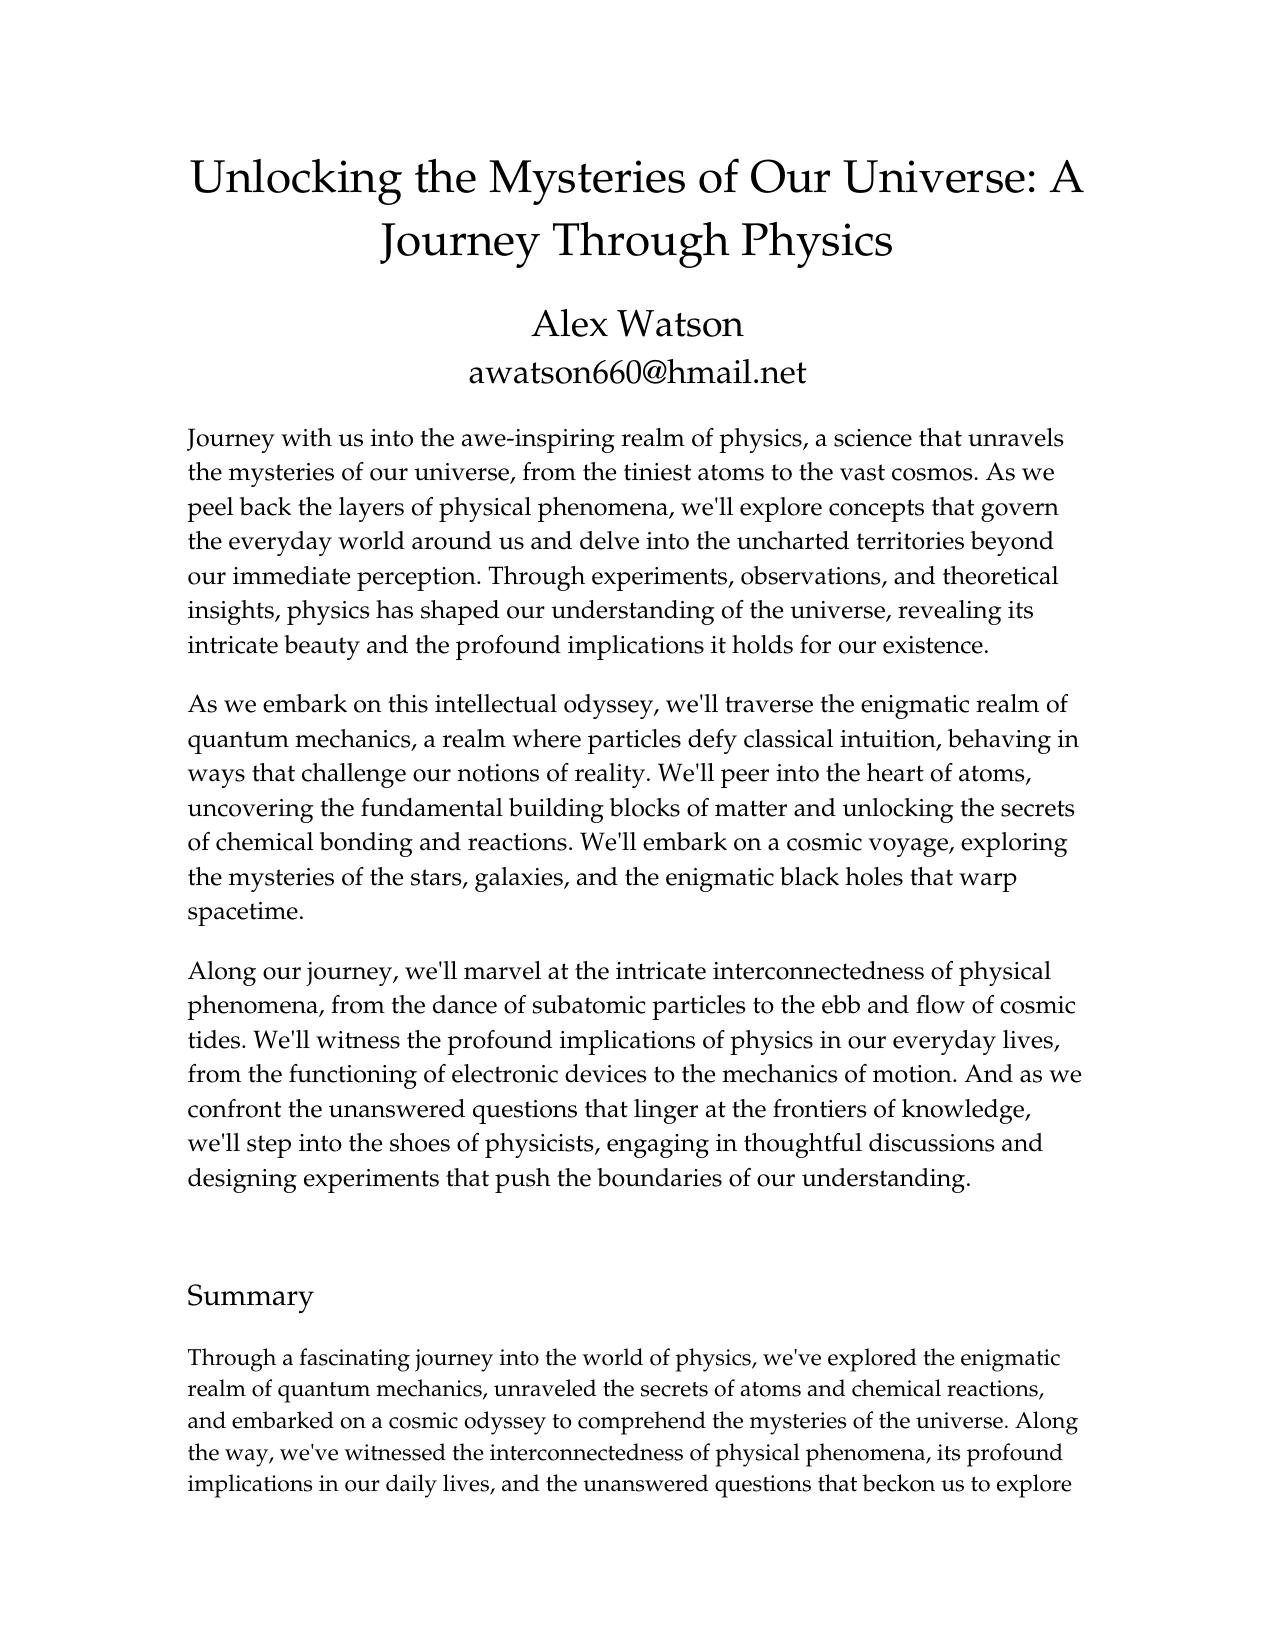 Unlocking the Mysteries of Our Universe: A
Journey Through Physics
Alex Watson
awatson660@hmail.net
Journey with us into the awe-inspiring realm of physics, a science that unravels
the mysteries of our universe, from the tiniest atoms to the vast cosmos. As we
peel back the layers of physical phenomena, we'll explore concepts that govern
the everyday world around us and delve into the uncharted territories beyond
our immediate perception. Through experiments, observations, and theoretical
insights, physics has shaped our understanding of the universe, revealing its
intricate beauty and the profound implications it holds for our existence.
As we embark on this intellectual odyssey, we'll traverse the enigmatic realm of
quantum mechanics, a realm where particles defy classical intuition, behaving in
ways that challenge our notions of reality. We'll peer into the heart of atoms,
uncovering the fundamental building blocks of matter and unlocking the secrets
of chemical bonding and reactions. We'll embark on a cosmic voyage, exploring
the mysteries of the stars, galaxies, and the enigmatic black holes that warp
spacetime.
Along our journey, we'll marvel at the intricate interconnectedness of physical
phenomena, from the dance of subatomic particles to the ebb and flow of cosmic
tides. We'll witness the profound implications of physics in our everyday lives,
from the functioning of electronic devices to the mechanics of motion. And as we
confront the unanswered questions that linger at the frontiers of knowledge,
we'll step into the shoes of physicists, engaging in thoughtful discussions and
designing experiments that push the boundaries of our understanding.
Summary
Through a fascinating journey into the world of physics, we've explored the enigmatic
realm of quantum mechanics, unraveled the secrets of atoms and chemical reactions,
and embarked on a cosmic odyssey to comprehend the mysteries of the universe. Along
the way, we've witnessed the interconnectedness of physical phenomena, its profound
implications in our daily lives, and the unanswered questions that beckon us to explore